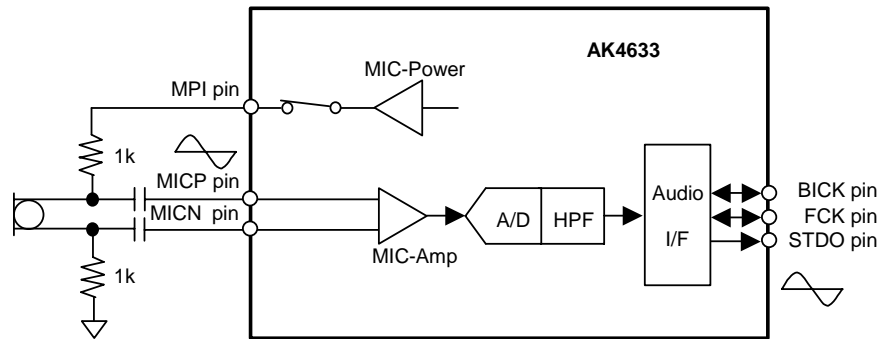 AK4633
MIC-Power
MPI pin
1k
MICP pin
MICN pin
MIC-Amp
A/D
HPF
Audio
I/F
BICK pin
FCK pin
STDO pin
1k